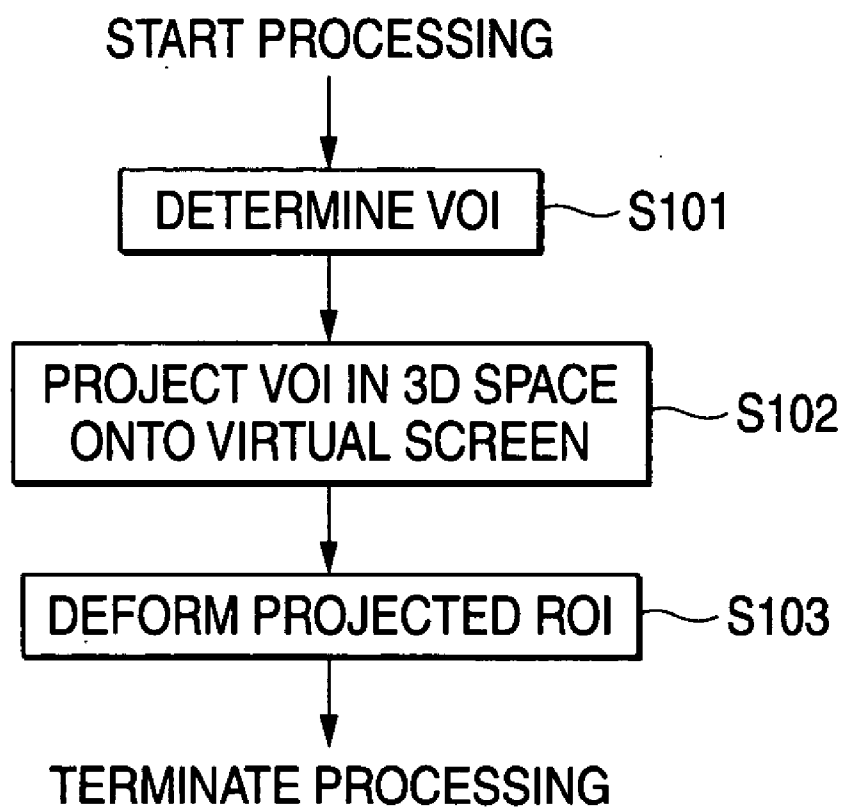 START PROCESSING
DETERMINE VOI
S101
PROJECT VOI IN 3D SPACE
ONTO VIRTUAL SCREEN
S102
DEFORM PROJECTED ROI
S103
TERMINATE PROCESSING